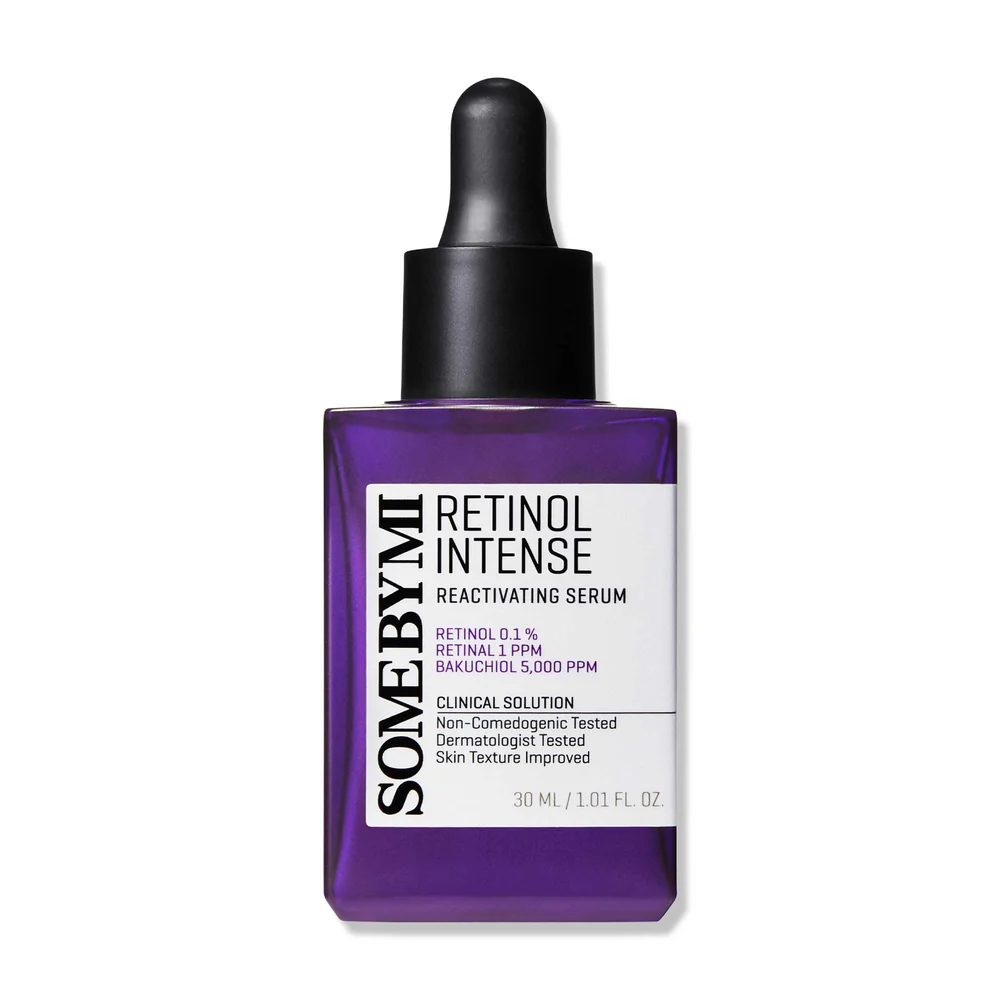 SOME BY MI
RETINOL
INTENSE
REACTIVATING SERUM
RETINOL 0.1 %
RETINAL 1 PPM
BAKUCHIOL 5,000 PPM
CLINICAL SOLUTION
Non-Comedogenic Tested
Dermatologist Tested
Skin Texture Improved
30 ML / 1.01 FL. OZ.